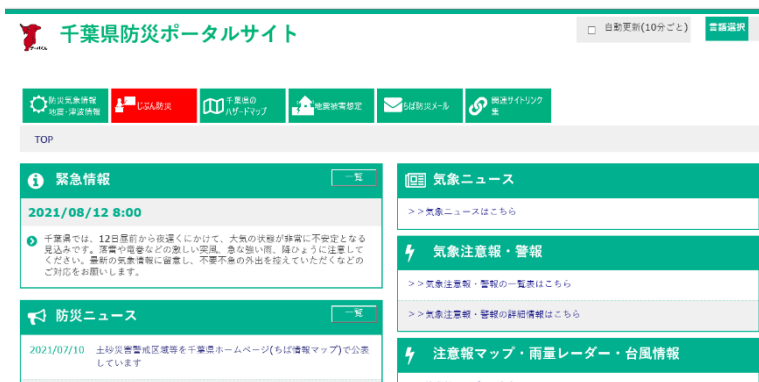 千葉県防災ポータルサイト
自動更新(10分ごと)
言語選択
防災気象情報
地震・津波情報
じぶん防災
千葉県の
ハザードマップ
地震被害想定
ちば防災メール
関連サイトリンク
集
TOP
緊急情報
一覧
2021/08/12 8:00
千葉県では、12日昼前から夜遅くにかけて、大気の状態が非常に不安定となる
見込みです。落雷や竜巻などの激しい突風、急な強い雨、降ひょうに注意して
ください。最新の気象情報に留意し、不要不急の外出を控えていただくなどの
ご対応をお願いします。
防災ニュース
一覧
2021/07/10 土砂災害警戒区域等を千葉県ホームページ(ちば情報マップ)で公表
しています
気象ニュース
>>気象ニュースはこちら
気象注意報・警報
>>気象注意報・警報の一覧表はこちら
>>気象注意報・警報の詳細情報はこちら
注意報マップ・雨量レーダー・台風情報